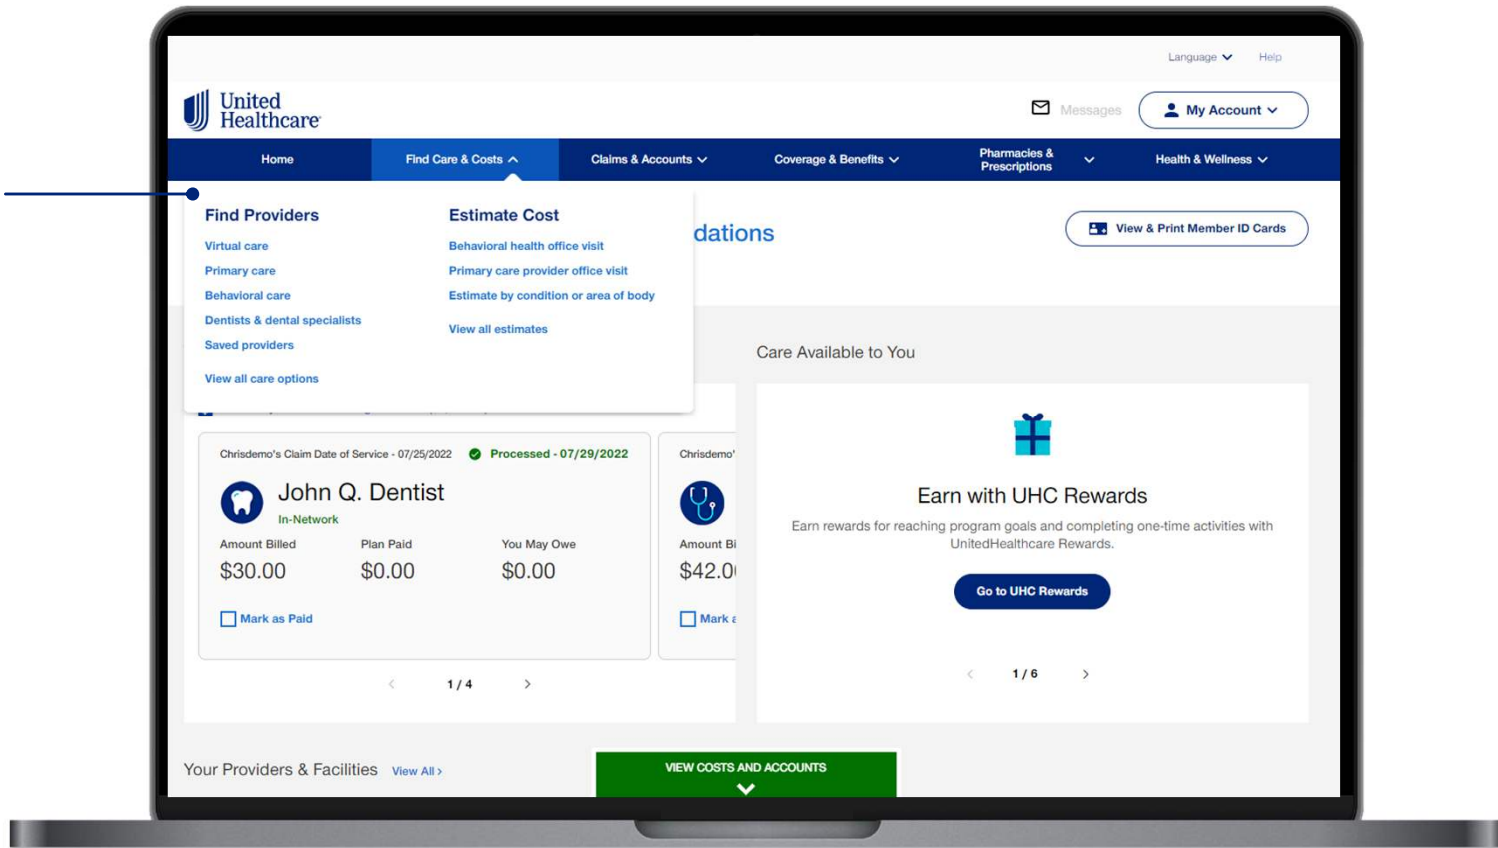 Language Help
United
Healthcare
Messages My Account
Home Find Care & Costs Claims & Accounts Coverage & Benefits Pharmacies & Prescriptions Health & Wellness
Find Providers
Virtual care
Primary care
Behavioral care
Dentists & dental specialists
Saved providers
View all care options
Estimate Cost
Behavioral health office visit
Primary care provider office visit
Estimate by condition or area of body
View all estimates
dations
View & Print Member ID Cards
Care Available to You
Chrisdemo's Claim Date of Service - 07/25/2022 Processed - 07/29/2022
John Q. Dentist
In-Network
Amount Billed Plan Paid You May Owe
$30.00 $0.00 $0.00
Mark as Paid
Chrisdemo'
Amount Bi
$42.0
Mark a
1 / 4
Earn with UHC Rewards
Earn rewards for reaching program goals and completing one-time activities with
UnitedHealthcare Rewards.
Go to UHC Rewards
1 / 6
Your Providers & Facilities View All >
VIEW COSTS AND ACCOUNTS